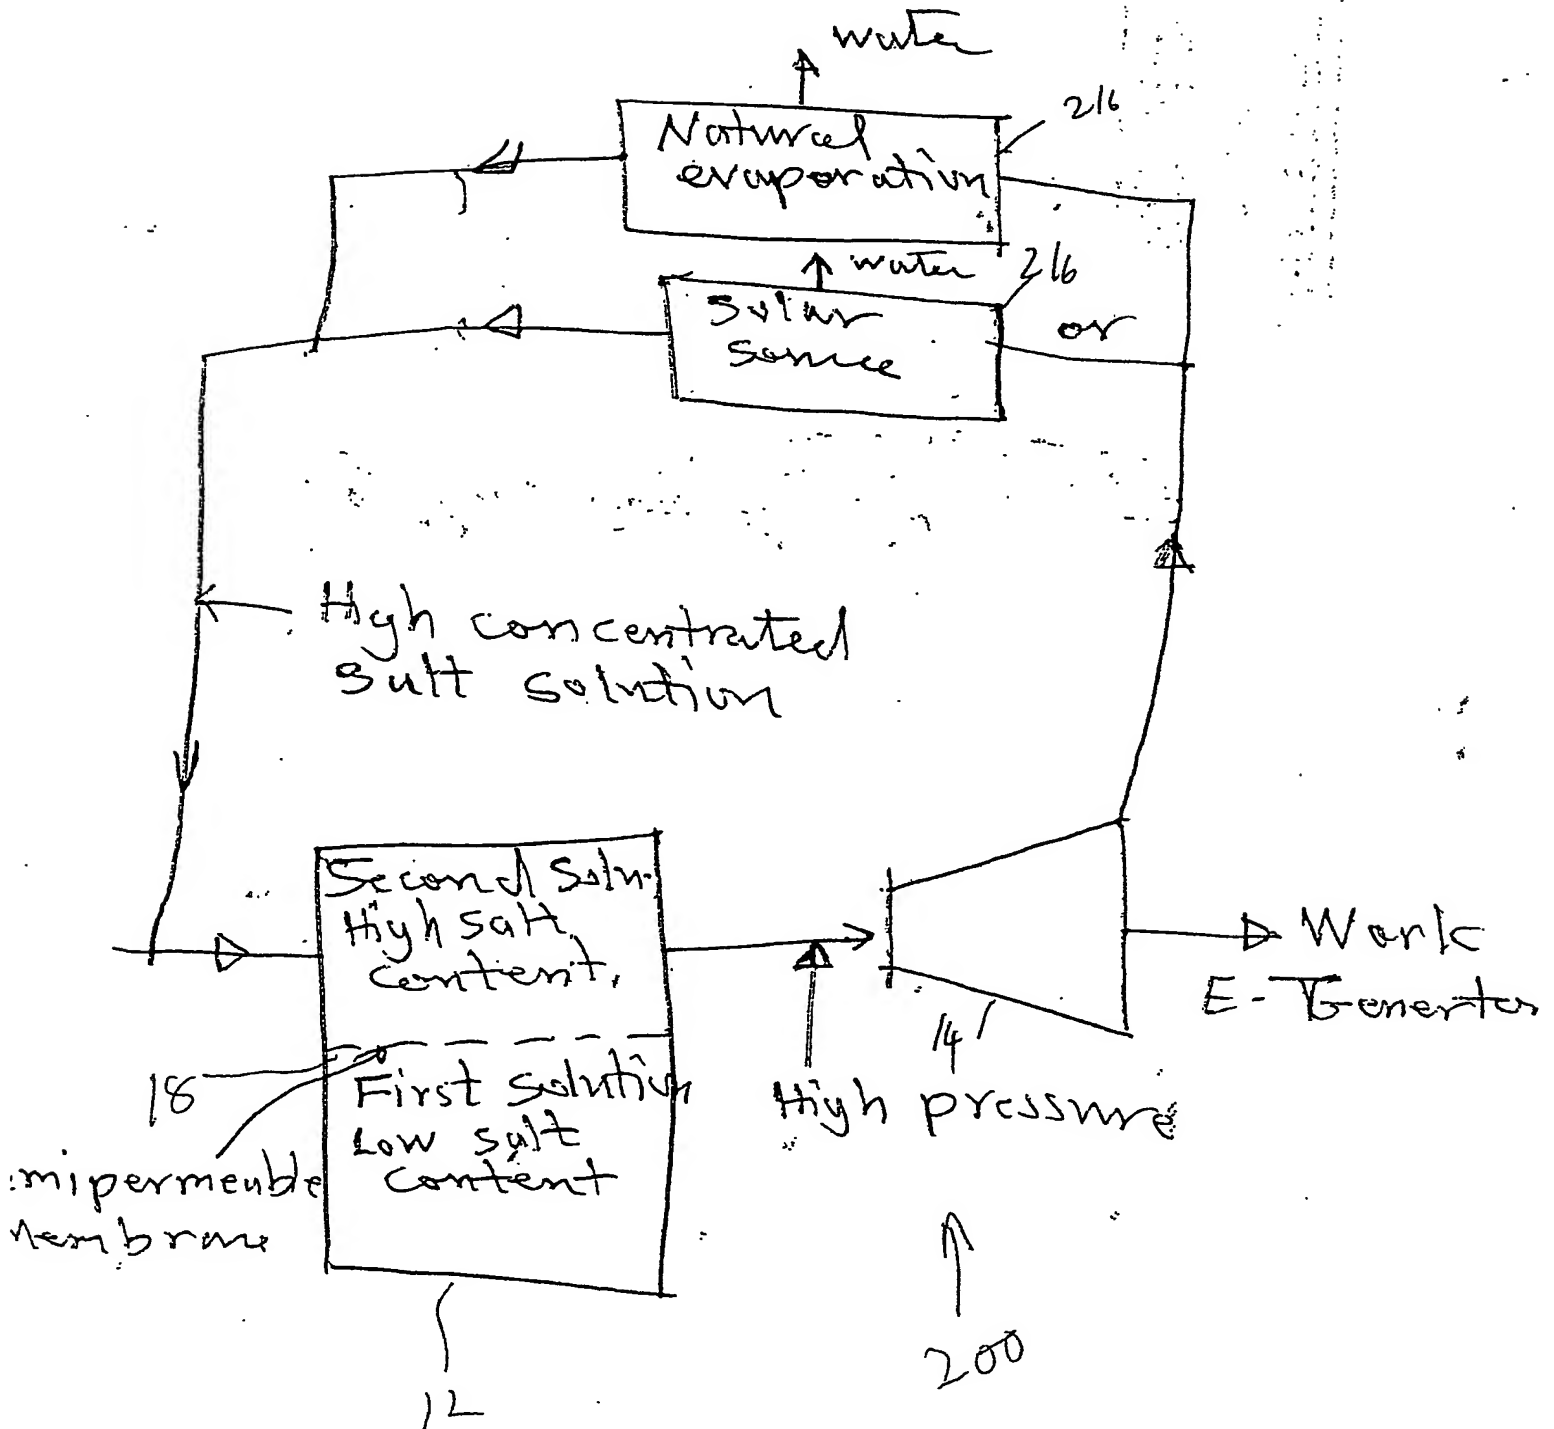 water
216
Natural
evaporation
water
216
Solar
source
or
High concentrated
salt solution
Second Soln.
High salt
content.
Work
E-Generator
14
High pressure
18
First solution
Low salt
content
mipermeable
membrane
200
12